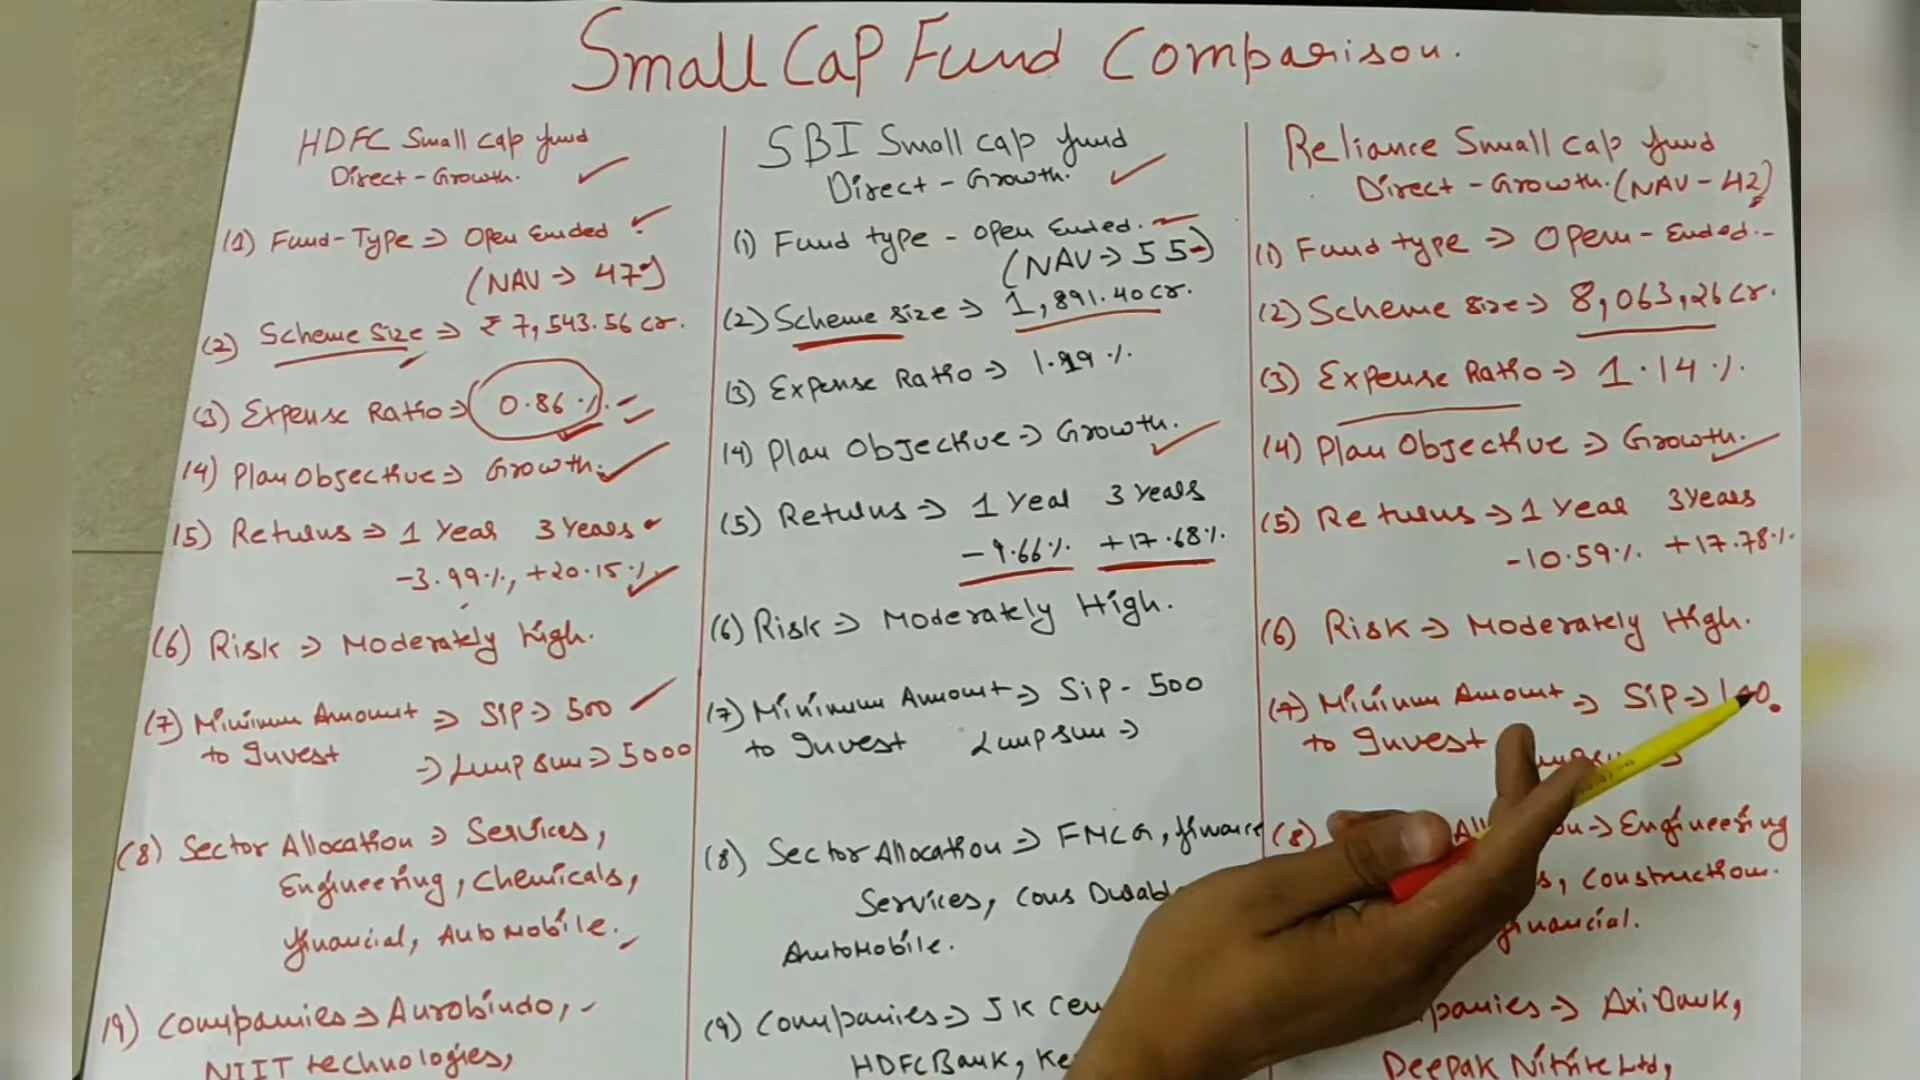 Small Cap Fund Comparison.
HDFC Small cap fund
Direct - Growth.
(1) Fund-Type ⇒ Open Ended
(NAV → 47)
(2) Scheme Size ⇒ ₹ 7,543.56 cr.
(3) Expense Ratio ⇒ 0.86 %.
(4) Plan Objective ⇒ Growth.
(5) Returns ⇒ 1 Year 3 Years
-3.99%, +20.15%
(6) Risk ⇒ Moderately high.
(7) Minimum Amount ⇒ SIP ⇒ 500
to Invest ⇒ Lumpsum ⇒ 5000
(8) Sector Allocation ⇒ Services,
Engineering, Chemicals,
financial, Automobile.
(9) Companies ⇒ Aurobindo,
NIIT technologies,
SBI Small cap fund
Direct - Growth.
(1) Fund type - open Ended.
(NAV → 55)
(2) Scheme size ⇒ 1,891.40 cr.
(3) Expense Ratio ⇒ %.
(4) Plan Objective ⇒ Growth.
(5) Returns ⇒ 1 Year 3 Years
-9.66% +17.68%.
(6) Risk ⇒ Moderately High.
(7) Minimum Amount ⇒ Sip - 500
to Invest Lumpsum ⇒
(8) Sector Allocation ⇒ FMCG, finance
Services, Cons
Automobile.
(9) Companies ⇒ JK
HDFC Bank,
Reliance Small cap fund
Direct - Growth. (NAV - 42)
(1) Fund type ⇒ Open - Ended.
(2) Scheme size ⇒ 8,063,26 cr.
(3) Expense Ratio ⇒ 1.14 %.
(4) Plan Objective ⇒ Growth.
(5) Returns ⇒ 1 Year 3 Years
-10.59%. +17.78%.
(6) Risk ⇒ Moderately High.
(7) Minimum Amount ⇒ SIP ⇒
to Invest
(8) Engineering
, Construction.
financial.
Axi Bank,
Deepak Nitrite Ltd,